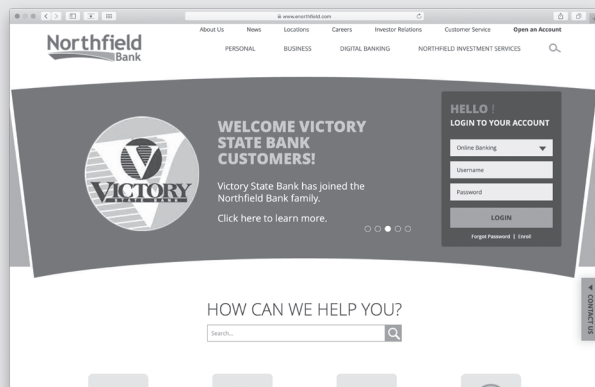 www.enorthfield.com
About Us News Locations Careers Investor Relations Customer Service Open an Account
Northfield
Bank
PERSONAL BUSINESS DIGITAL BANKING NORTHFIELD INVESTMENT SERVICES
VICTORY
STATE BANK
WELCOME VICTORY
STATE BANK
CUSTOMERS!
Victory State Bank has joined the
Northfield Bank family.
Click here to learn more.
HELLO !
LOGIN TO YOUR ACCOUNT
Online Banking
Username
Password
LOGIN
Forgot Password | Enroll
CONTACT US
HOW CAN WE HELP YOU?
Search...